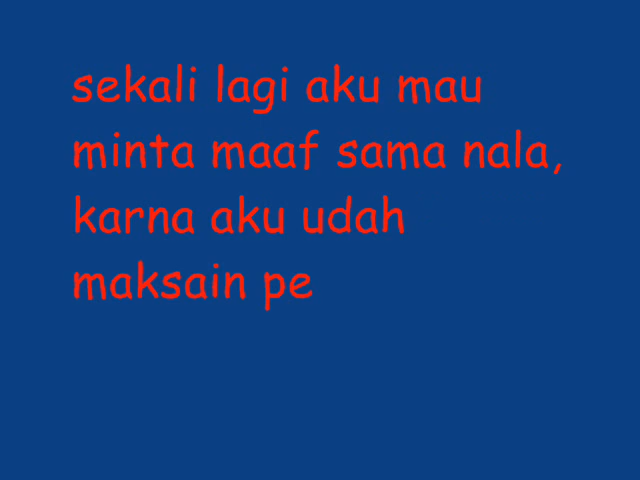 sekali lagi aku mau
minta maaf sama nala,
karna aku udah
maksain pe